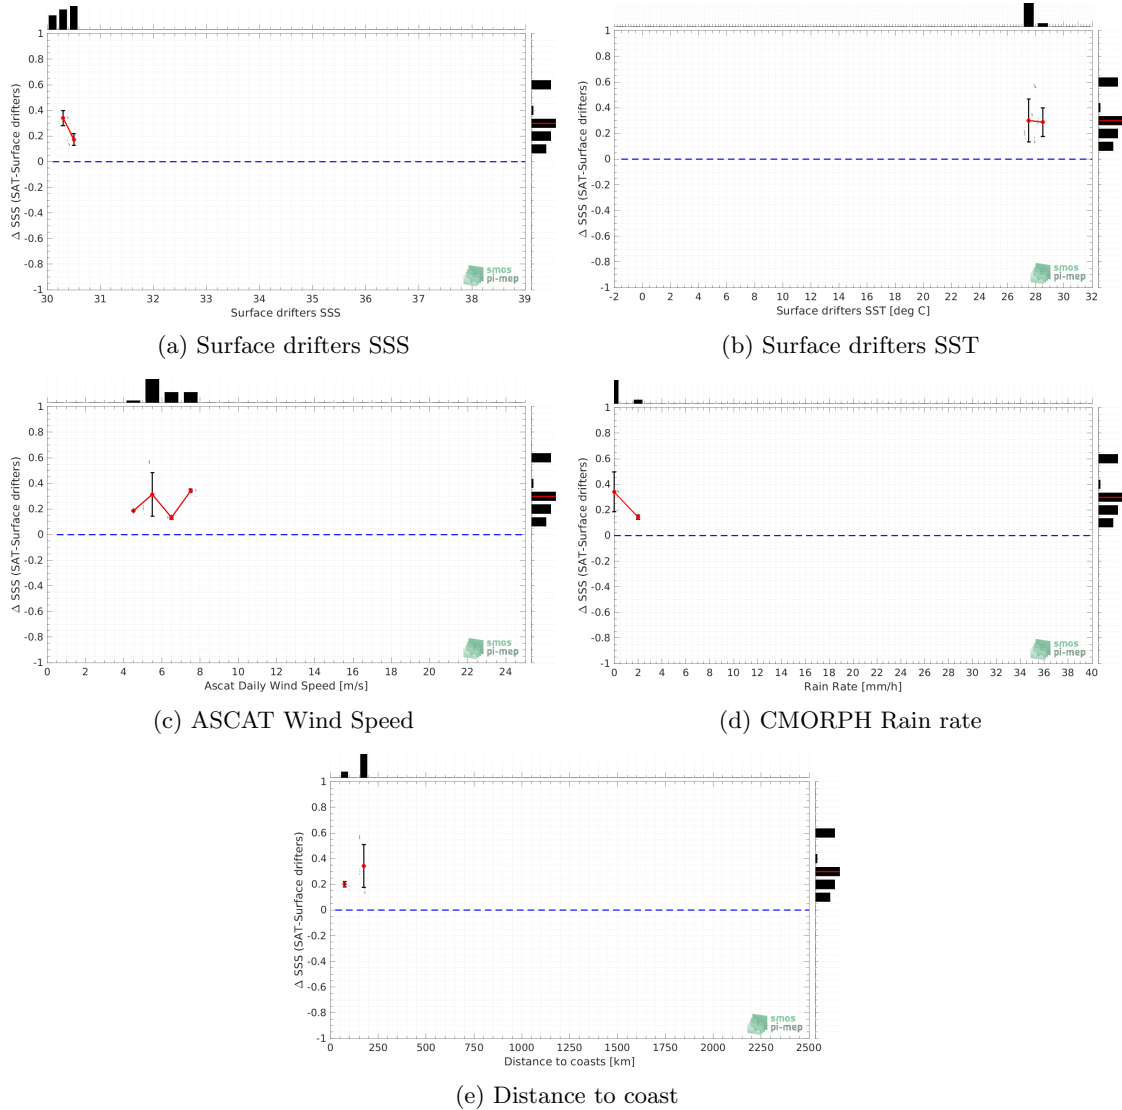 1
0.8
0.6
0.4
0.2
0
-0.2
-0.4
-0.6
-0.8
-1
Δ SSS (SAT-Surface drifters)
30 31 32 33 34 35 36 37 38 39
Surface drifters SSS
smos
pi-mep
(a) Surface drifters SSS
1
0.8
0.6
0.4
0.2
0
-0.2
-0.4
-0.6
-0.8
-1
Δ SSS (SAT-Surface drifters)
-2 0 2 4 6 8 10 12 14 16 18 20 22 24 26 28 30 32
Surface drifters SST [deg C]
smos
pi-mep
(b) Surface drifters SST
1
0.8
0.6
0.4
0.2
0
-0.2
-0.4
-0.6
-0.8
-1
Δ SSS (SAT-Surface drifters)
0 2 4 6 8 10 12 14 16 18 20 22 24
Ascat Daily Wind Speed [m/s]
smos
pi-mep
(c) ASCAT Wind Speed
1
0.8
0.6
0.4
0.2
0
-0.2
-0.4
-0.6
-0.8
-1
Δ SSS (SAT-Surface drifters)
0 2 4 6 8 10 12 14 16 18 20 22 24 26 28 30 32 34 36 38 40
Rain Rate [mm/h]
smos
pi-mep
(d) CMORPH Rain rate
1
0.8
0.6
0.4
0.2
0
-0.2
-0.4
-0.6
-0.8
-1
Δ SSS (SAT-Surface drifters)
0 250 500 750 1000 1250 1500 1750 2000 2250 2500
Distance to coasts [km]
smos
pi-mep
(e) Distance to coast